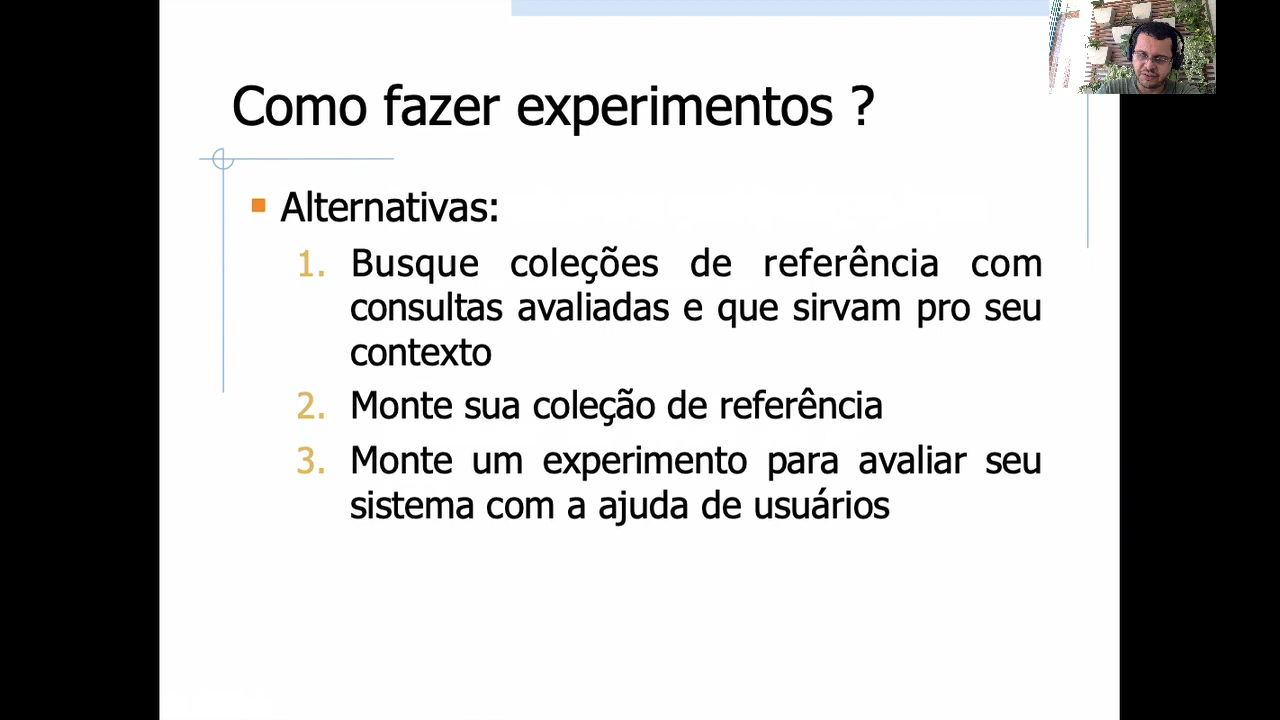 Como fazer experimentos ?
Alternativas:
1. Busque coleções de referência com
consultas avaliadas e que sirvam pro seu
contexto
2. Monte sua coleção de referência
3. Monte um experimento para avaliar seu
sistema com a ajuda de usuários